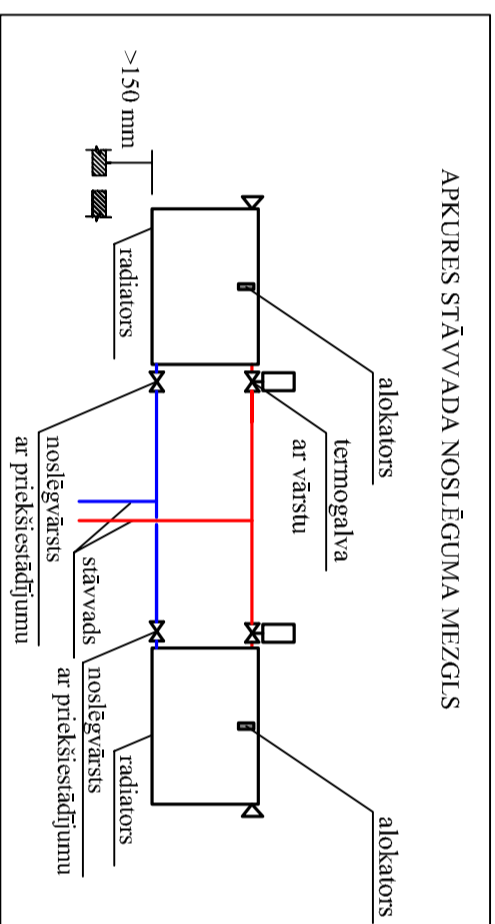 APKURES STĀVVADA NOSLĒGUMA MEZGLS
alokators
alokators
termogalva
ar vārstu
>150 mm
radiators
radiators
stāvvads
noslēgvārsts
ar priekšiestādījumu
noslēgvārsts
ar priekšiestādījumu